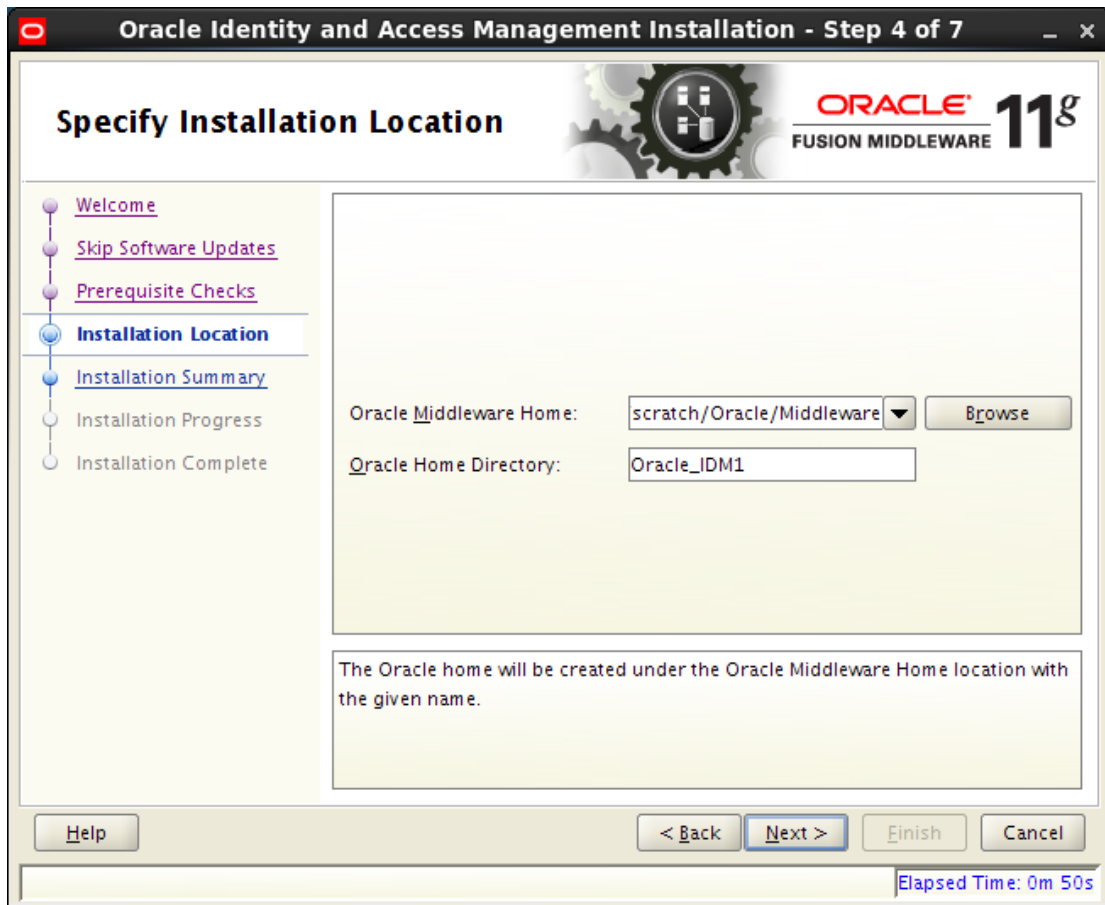 Oracle Identity and Access Management Installation - Step 4 of 7
Specify Installation Location
ORACLE
FUSION MIDDLEWARE 11g
Welcome
Skip Software Updates
Prerequisite Checks
Installation Location
Installation Summary
Installation Progress
Installation Complete
Oracle Middleware Home: scratch/Oracle/Middleware Browse
Oracle Home Directory: Oracle_IDM1
The Oracle home will be created under the Oracle Middleware Home location with
the given name.
Help < Back Next > Finish Cancel
Elapsed Time: 0m 50s